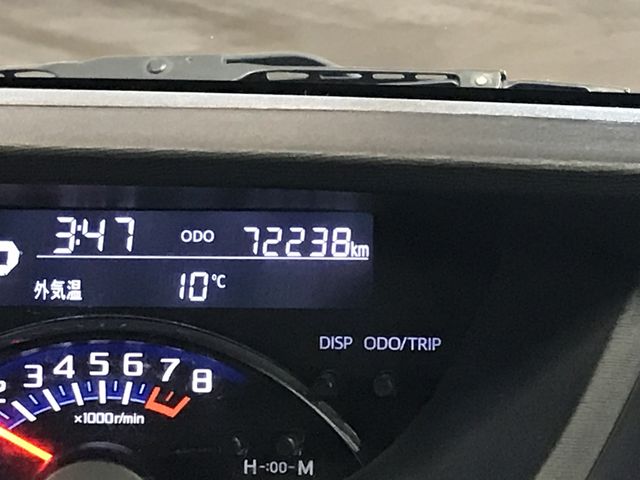 3:47 ODO 72238km
外気温 10°C
DISP ODO/TRIP
2 3 4 5 6 7 8
×1000r/min
H-:00-M